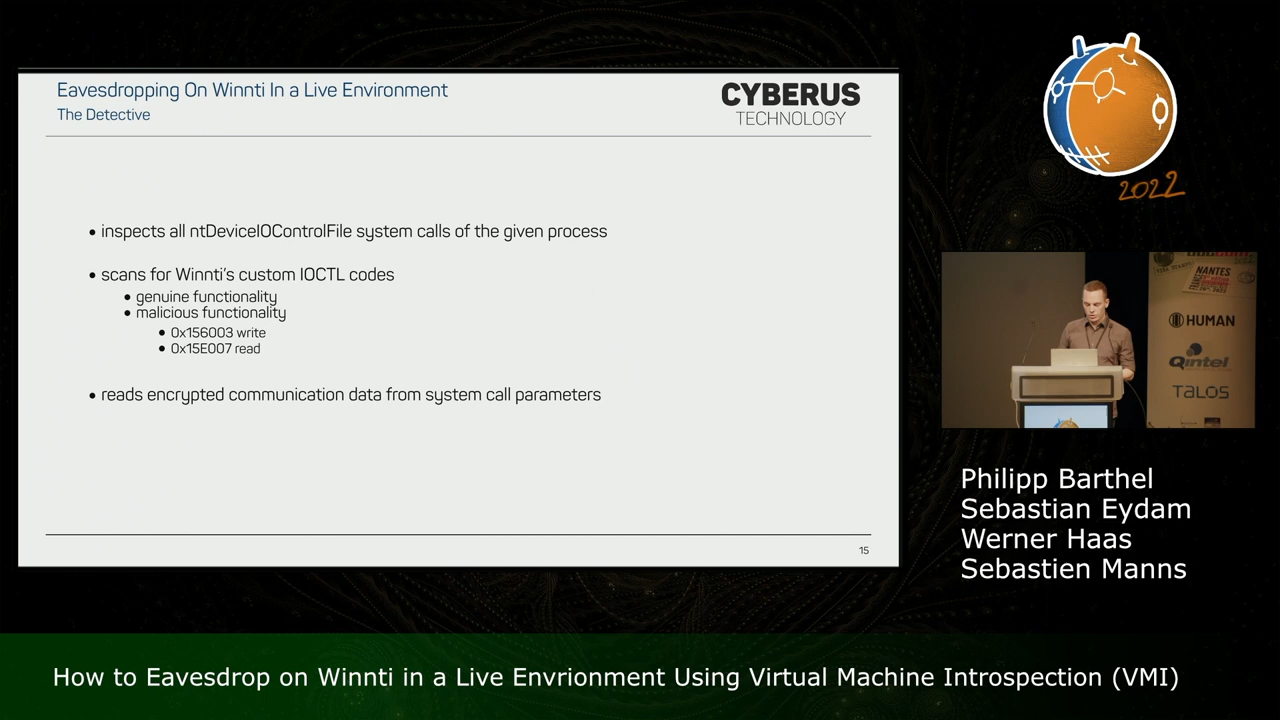 Eavesdropping On Winnti In a Live Environment
The Detective
CYBERUS
TECHNOLOGY
• inspects all ntDeviceIOControlFile system calls of the given process
• scans for Winnti's custom IOCTL codes
• genuine functionality
• malicious functionality
• 0x156003 write
• 0x15E007 read
• reads encrypted communication data from system call parameters
15
2022
NANTES
HUMAN
Qintel
TALOS
Philipp Barthel
Sebastian Eydam
Werner Haas
Sebastien Manns
How to Eavesdrop on Winnti in a Live Envrionment Using Virtual Machine Introspection (VMI)